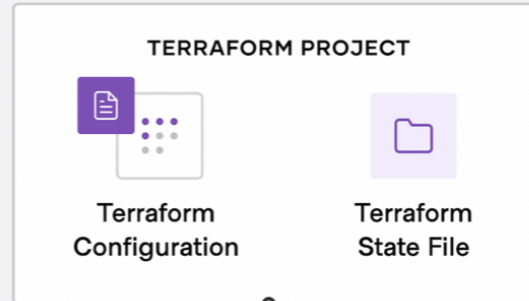 TERRAFORM PROJECT
Terraform
Configuration
Terraform
State File